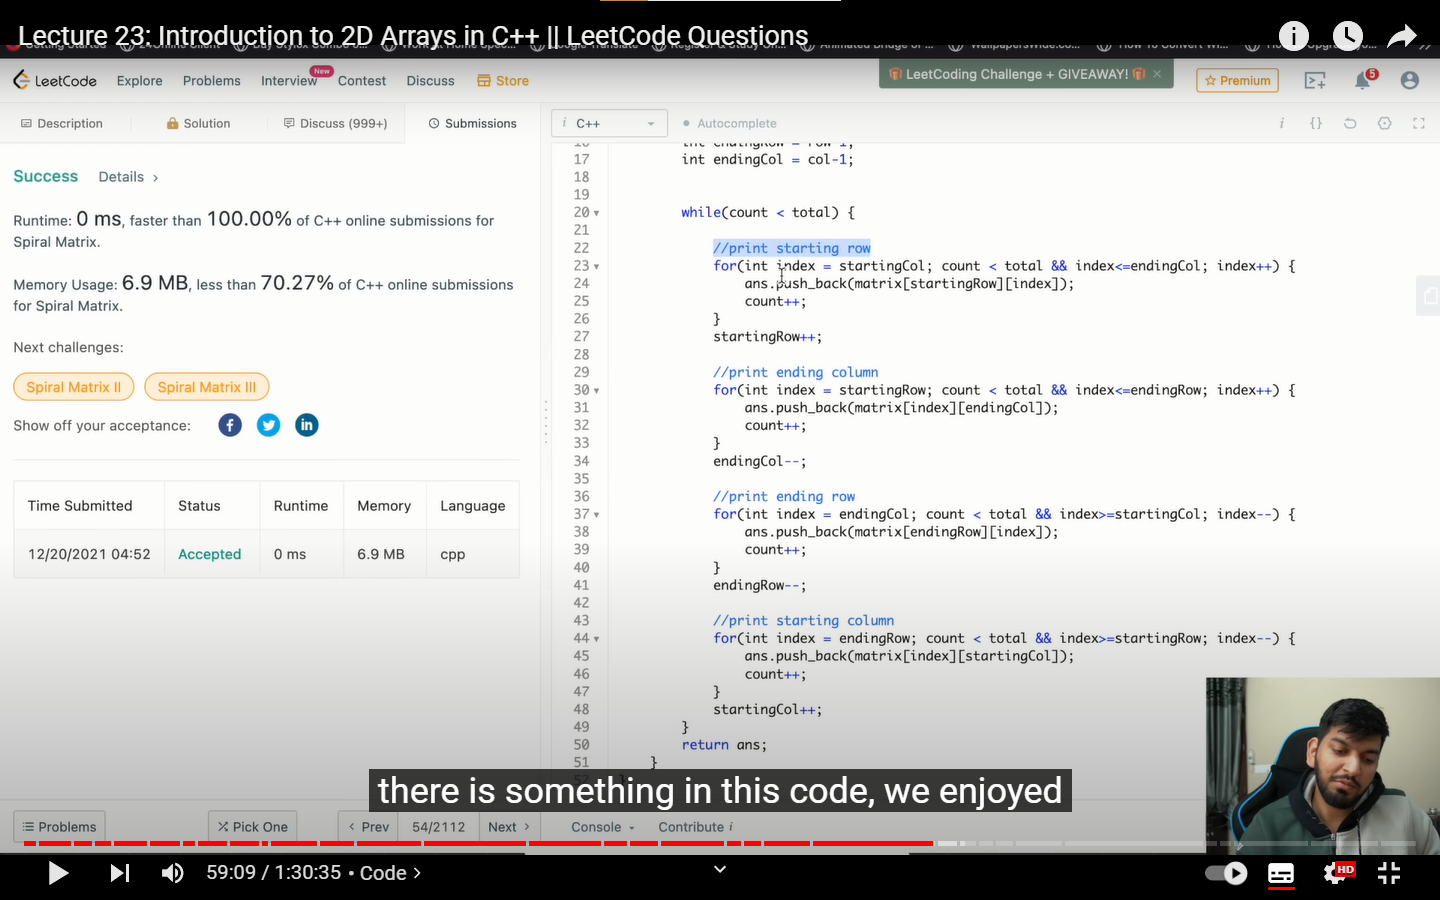 Lecture 23: Introduction to 2D Arrays in C++ || LeetCode Questions
LeetCode
Explore
Problems
Interview
New
Contest
Discuss
Store
LeetCoding Challenge + GIVEAWAY!
×
Premium
5
Description
Solution
Discuss (999+)
Submissions
i C++
Autocomplete
i {}
Success Details >
Runtime: 0 ms, faster than 100.00% of C++ online submissions for
Spiral Matrix.
Memory Usage: 6.9 MB, less than 70.27% of C++ online submissions
for Spiral Matrix.
Next challenges:
Spiral Matrix II
Spiral Matrix III
Show off your acceptance:
Time Submitted Status Runtime Memory Language
12/20/2021 04:52 Accepted 0 ms 6.9 MB cpp
16 int endingRow = row-1;
17 int endingCol = col-1;
18
19
20 while(count < total) {
21
22 //print starting row
23 for(int index = startingCol; count < total && index<=endingCol; index++) {
24 ans.push_back(matrix[startingRow][index]);
25 count++;
26 }
27 startingRow++;
28
29 //print ending column
30 for(int index = startingRow; count < total && index<=endingRow; index++) {
31 ans.push_back(matrix[index][endingCol]);
32 count++;
33 }
34 endingCol--;
35
36 //print ending row
37 for(int index = endingCol; count < total && index>=startingCol; index--) {
38 ans.push_back(matrix[endingRow][index]);
39 count++;
40 }
41 endingRow--;
42
43 //print starting column
44 for(int index = endingRow; count < total && index>=startingRow; index--) {
45 ans.push_back(matrix[index][startingCol]);
46 count++;
47 }
48 startingCol++;
49 }
50 return ans;
51 }
52 }
there is something in this code, we enjoyed
Problems
Pick One
< Prev
54/2112
Next >
Console
Contribute i
59:09 / 1:30:35 • Code >
HD